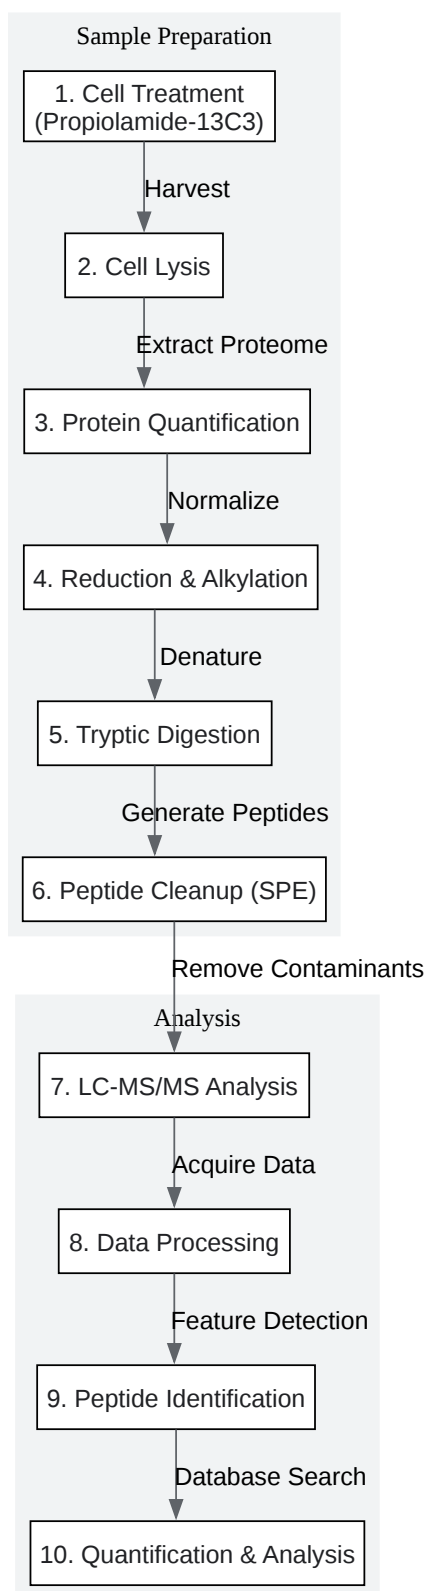 Sample Preparation
1. Cell Treatment
(Propiolamide-13C3)
Harvest
2. Cell Lysis
Extract Proteome
3. Protein Quantification
Normalize
4. Reduction & Alkylation
Denature
5. Tryptic Digestion
Generate Peptides
6. Peptide Cleanup (SPE)
Remove Contaminants
Analysis
7. LC-MS/MS Analysis
Acquire Data
8. Data Processing
Feature Detection
9. Peptide Identification
Database Search
10. Quantification & Analysis